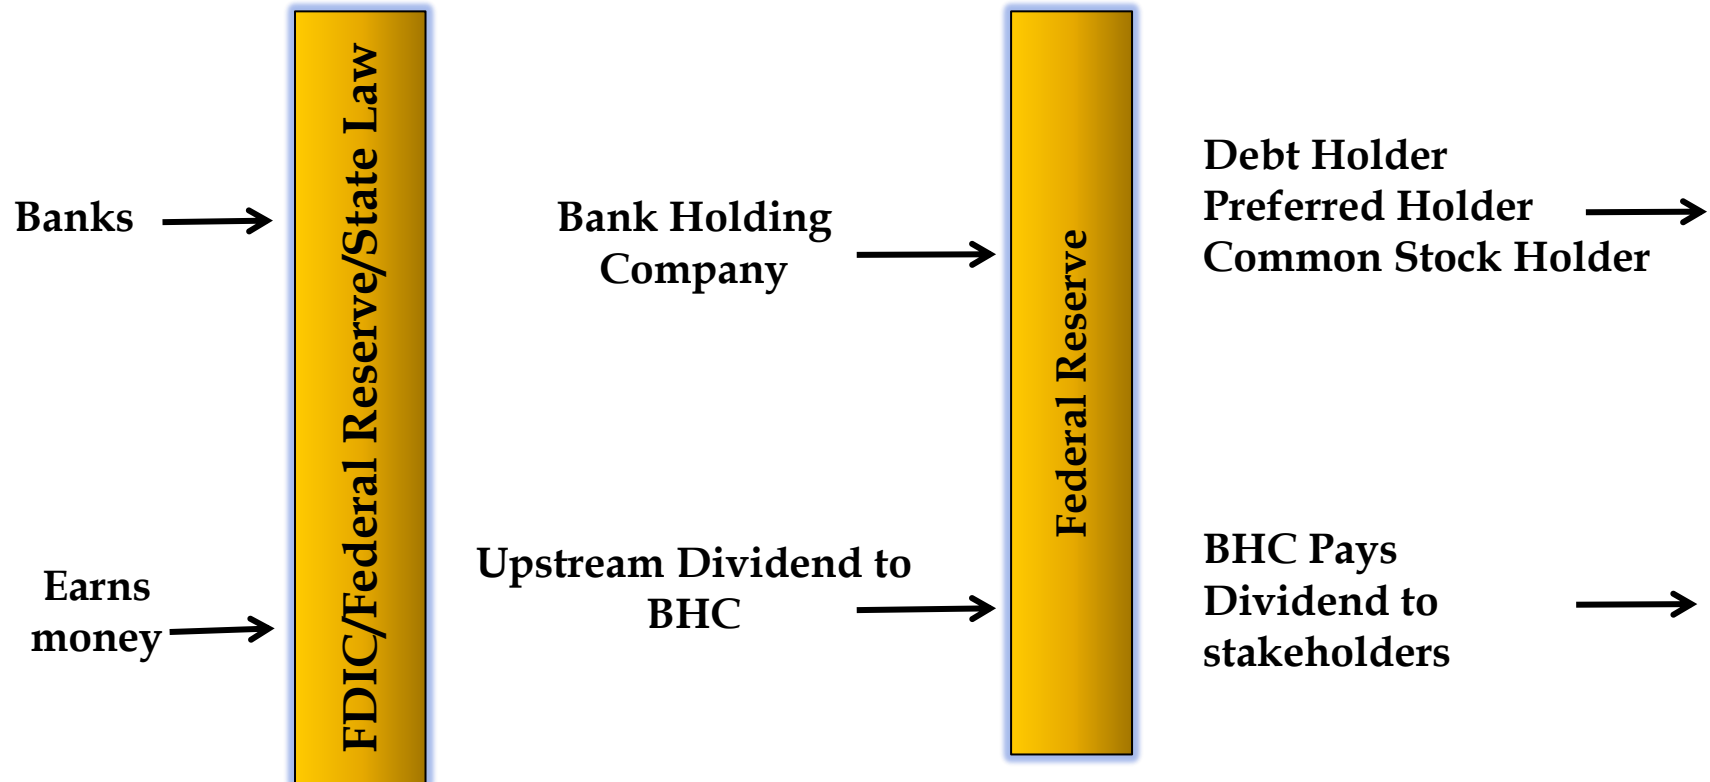 Banks
Earns
money
FDIC/Federal Reserve/State Law
Bank Holding
Company
Upstream Dividend to
BHC
Federal Reserve
Debt Holder
Preferred Holder
Common Stock Holder
BHC Pays
Dividend to
stakeholders